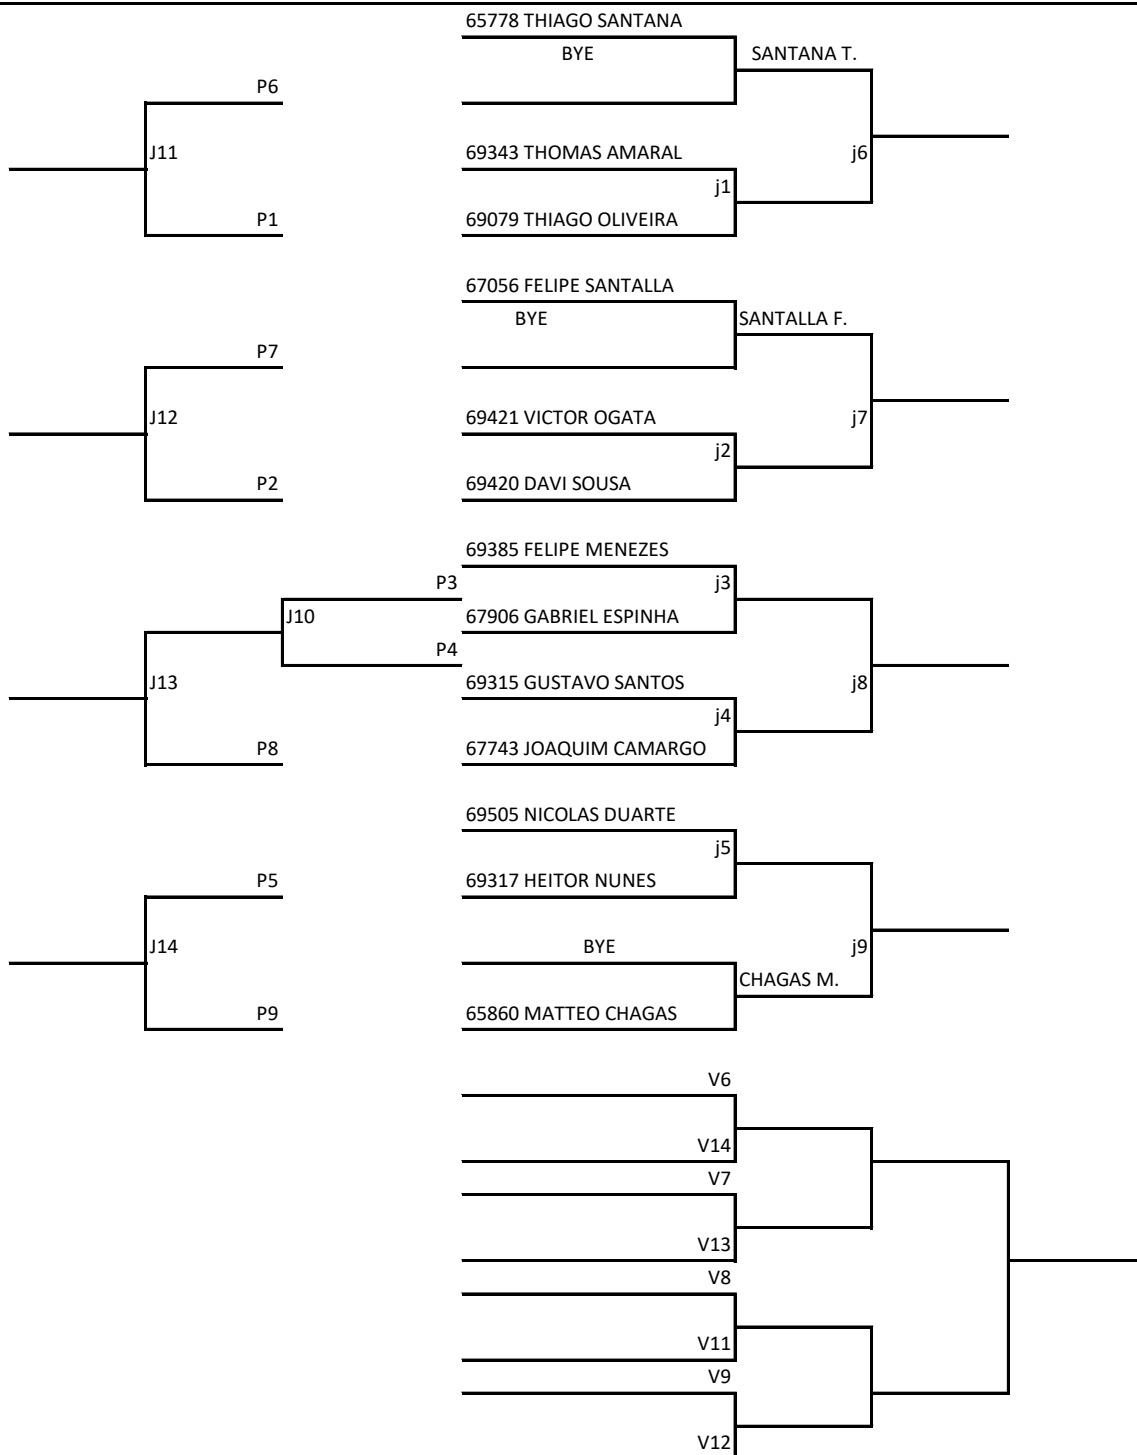 65778 THIAGO SANTANA
BYE
SANTANA T.
P6
J11
69343 THOMAS AMARAL
j6
j1
P1
69079 THIAGO OLIVEIRA
67056 FELIPE SANTALLA
BYE
SANTALLA F.
P7
J12
69421 VICTOR OGATA
j7
j2
P2
69420 DAVI SOUSA
69385 FELIPE MENEZES
P3
j3
J10
67906 GABRIEL ESPINHA
P4
J13
69315 GUSTAVO SANTOS
j8
j4
P8
67743 JOAQUIM CAMARGO
69505 NICOLAS DUARTE
j5
P5
69317 HEITOR NUNES
J14
BYE
j9
CHAGAS M.
P9
65860 MATTEO CHAGAS
V6
V14
V7
V13
V8
V11
V9
V12